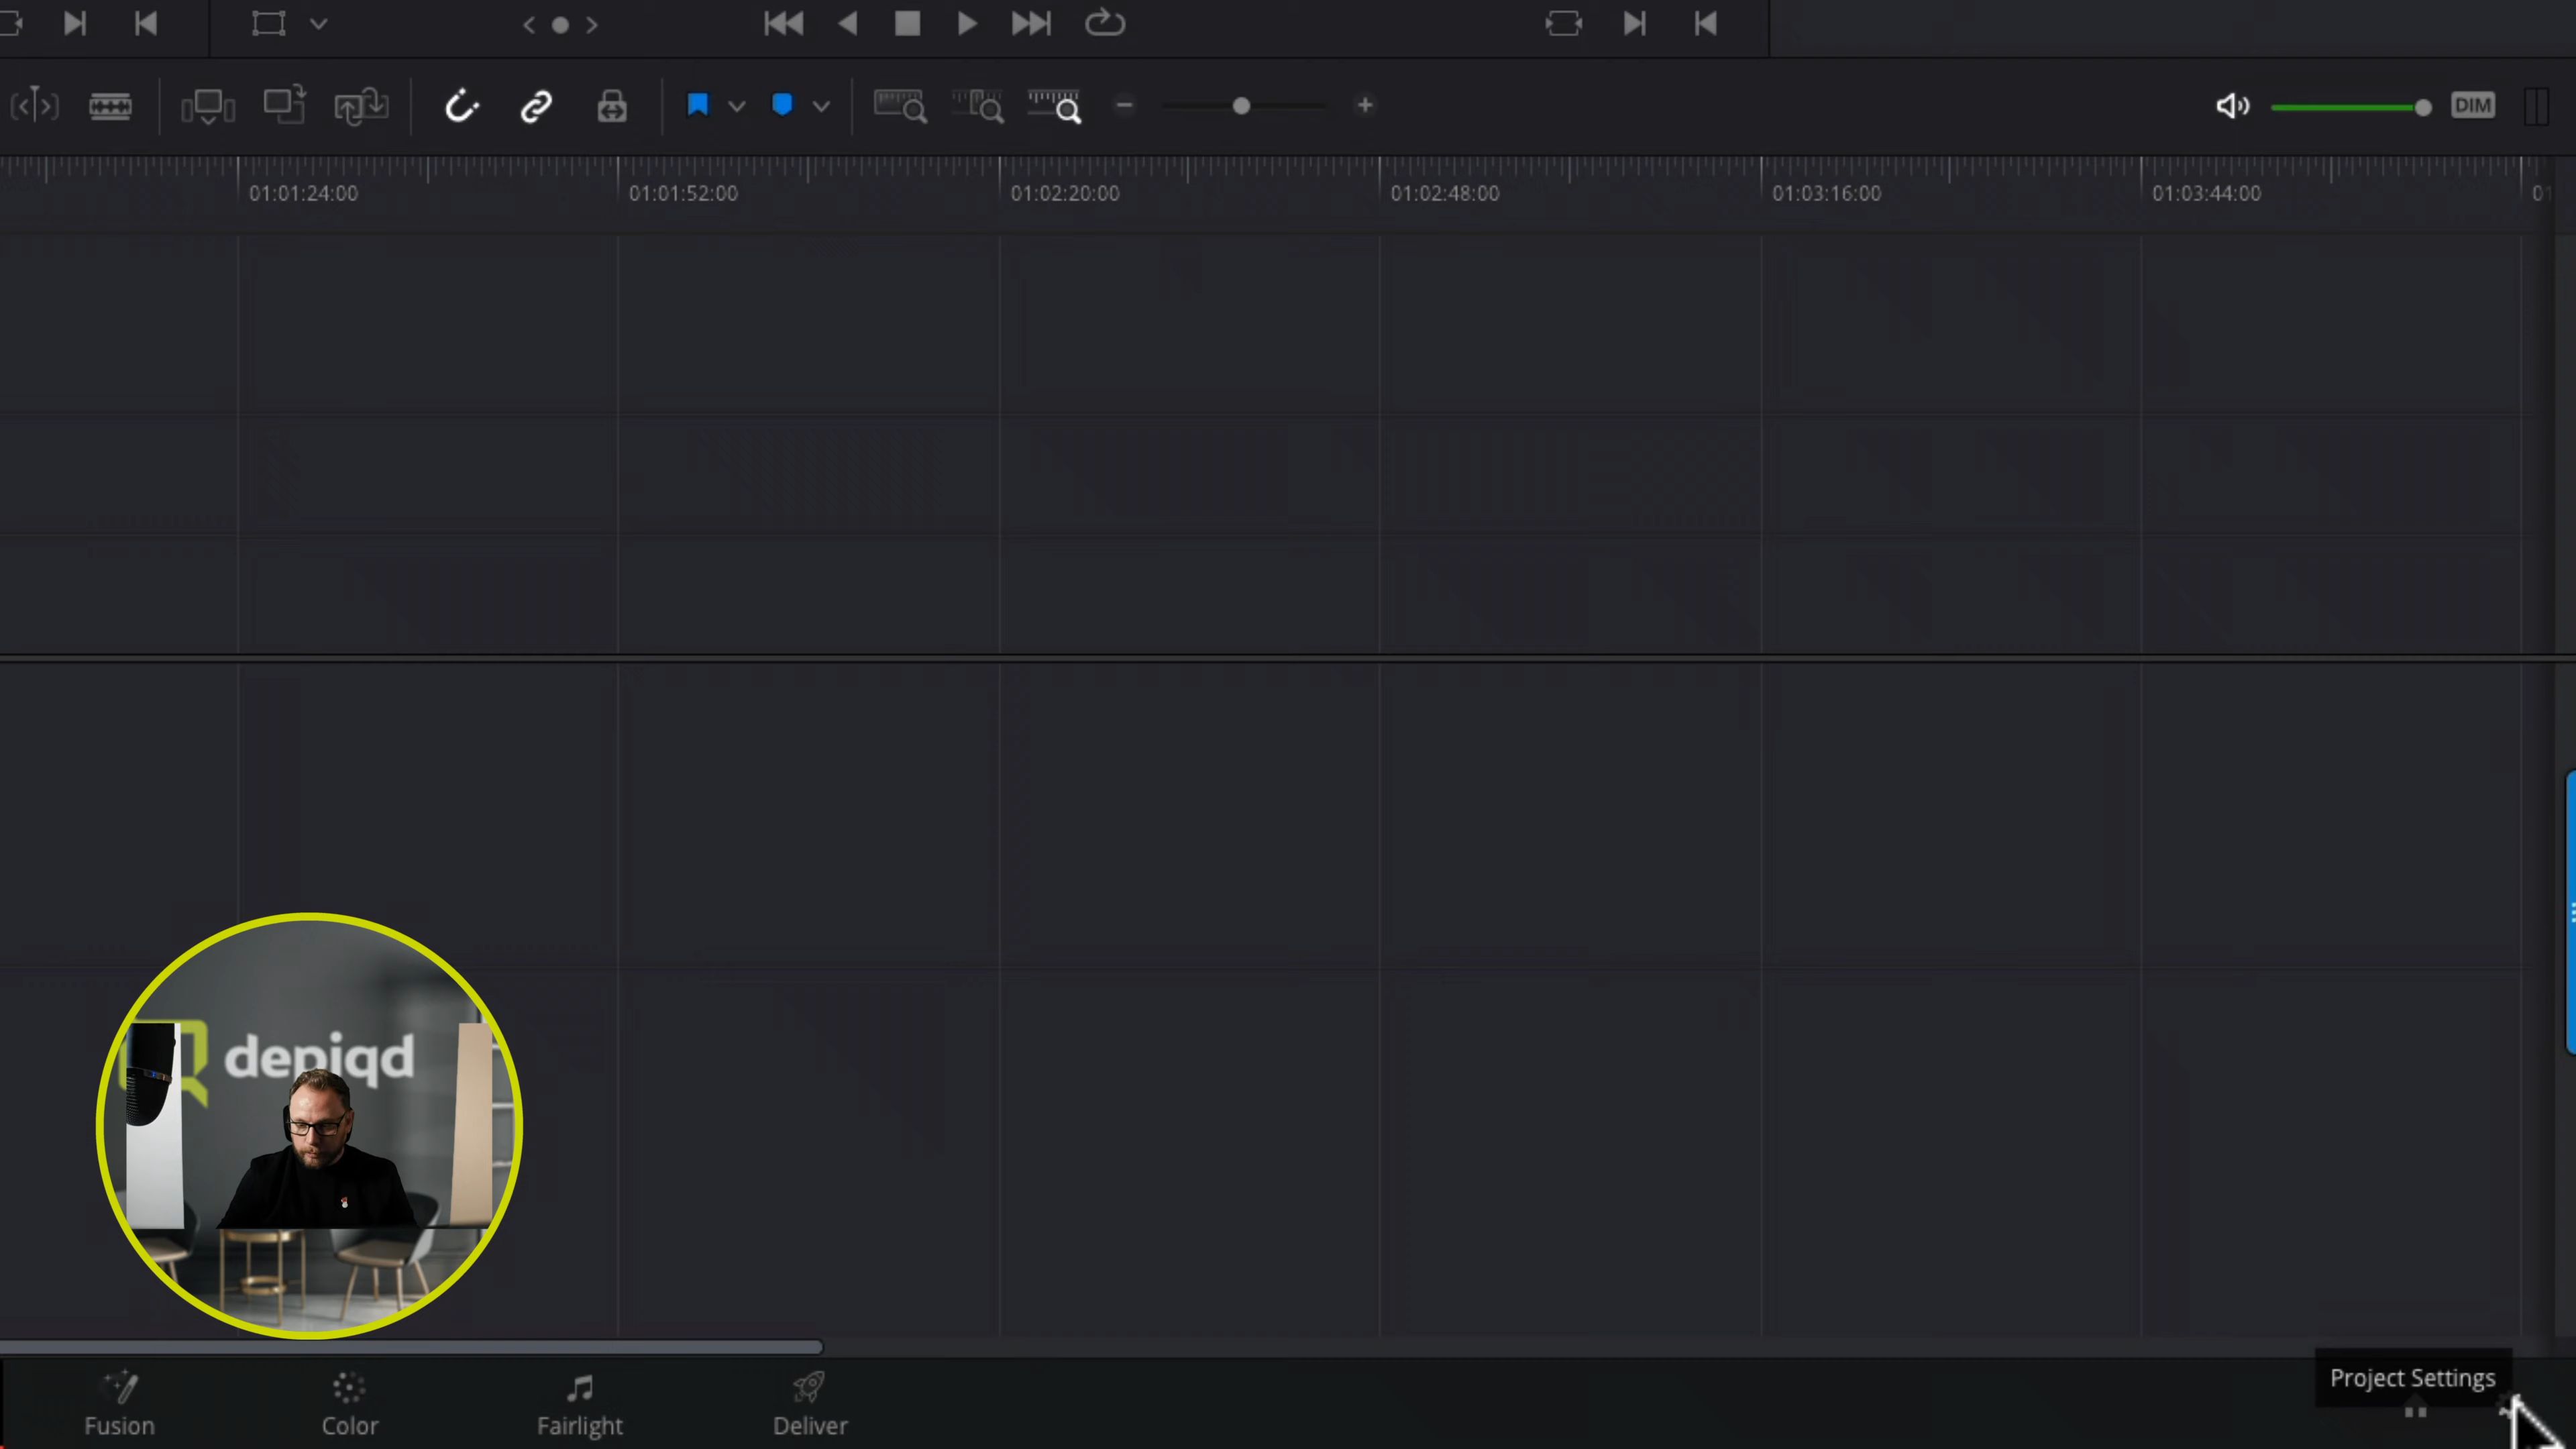 DIM
01:01:24:00
01:01:52:00
01:02:20:00
01:02:48:00
01:03:16:00
01:03:44:00
01
depiqd
Project Settings
Fusion
Color
Fairlight
Deliver